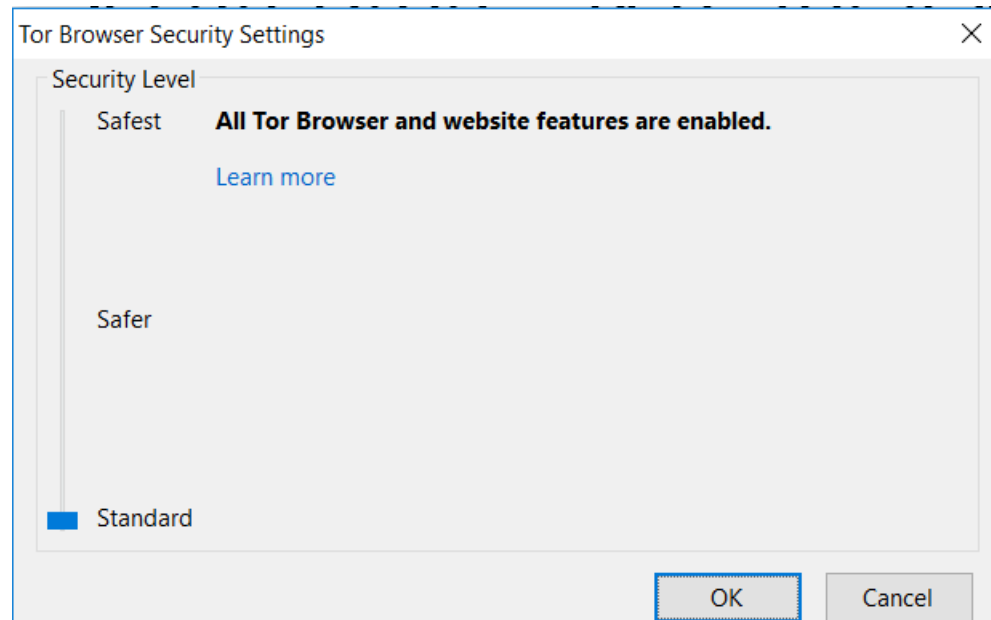 Tor Browser Security Settings
Security Level
Safest
All Tor Browser and website features are enabled.
Learn more
Safer
Standard
OK
Cancel